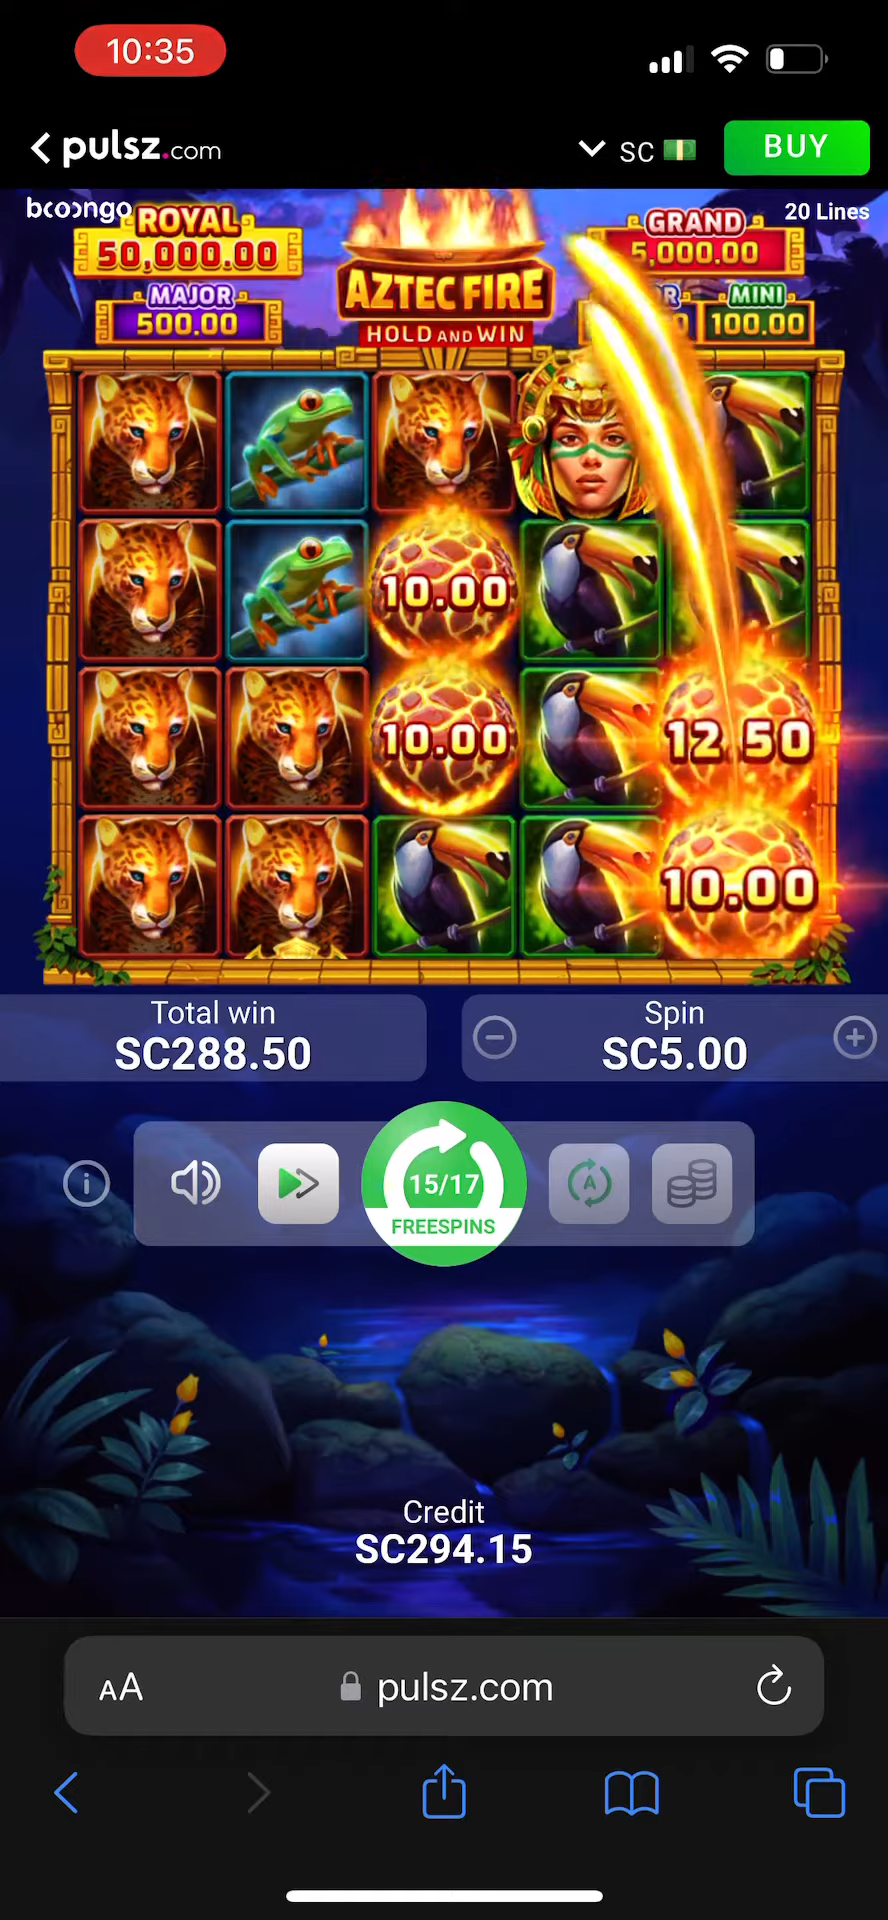 10:35
pulsz.com
SC
BUY
booongo
20 Lines
ROYAL
50,000.00
GRAND
5,000.00
MAJOR
500.00
MINI
100.00
AZTEC FIRE
HOLD AND WIN
10.00
10.00
12.50
10.00
Total win
SC288.50
Spin
SC5.00
A
15/17
FREESPINS
Credit
SC294.15
AA
pulsz.com